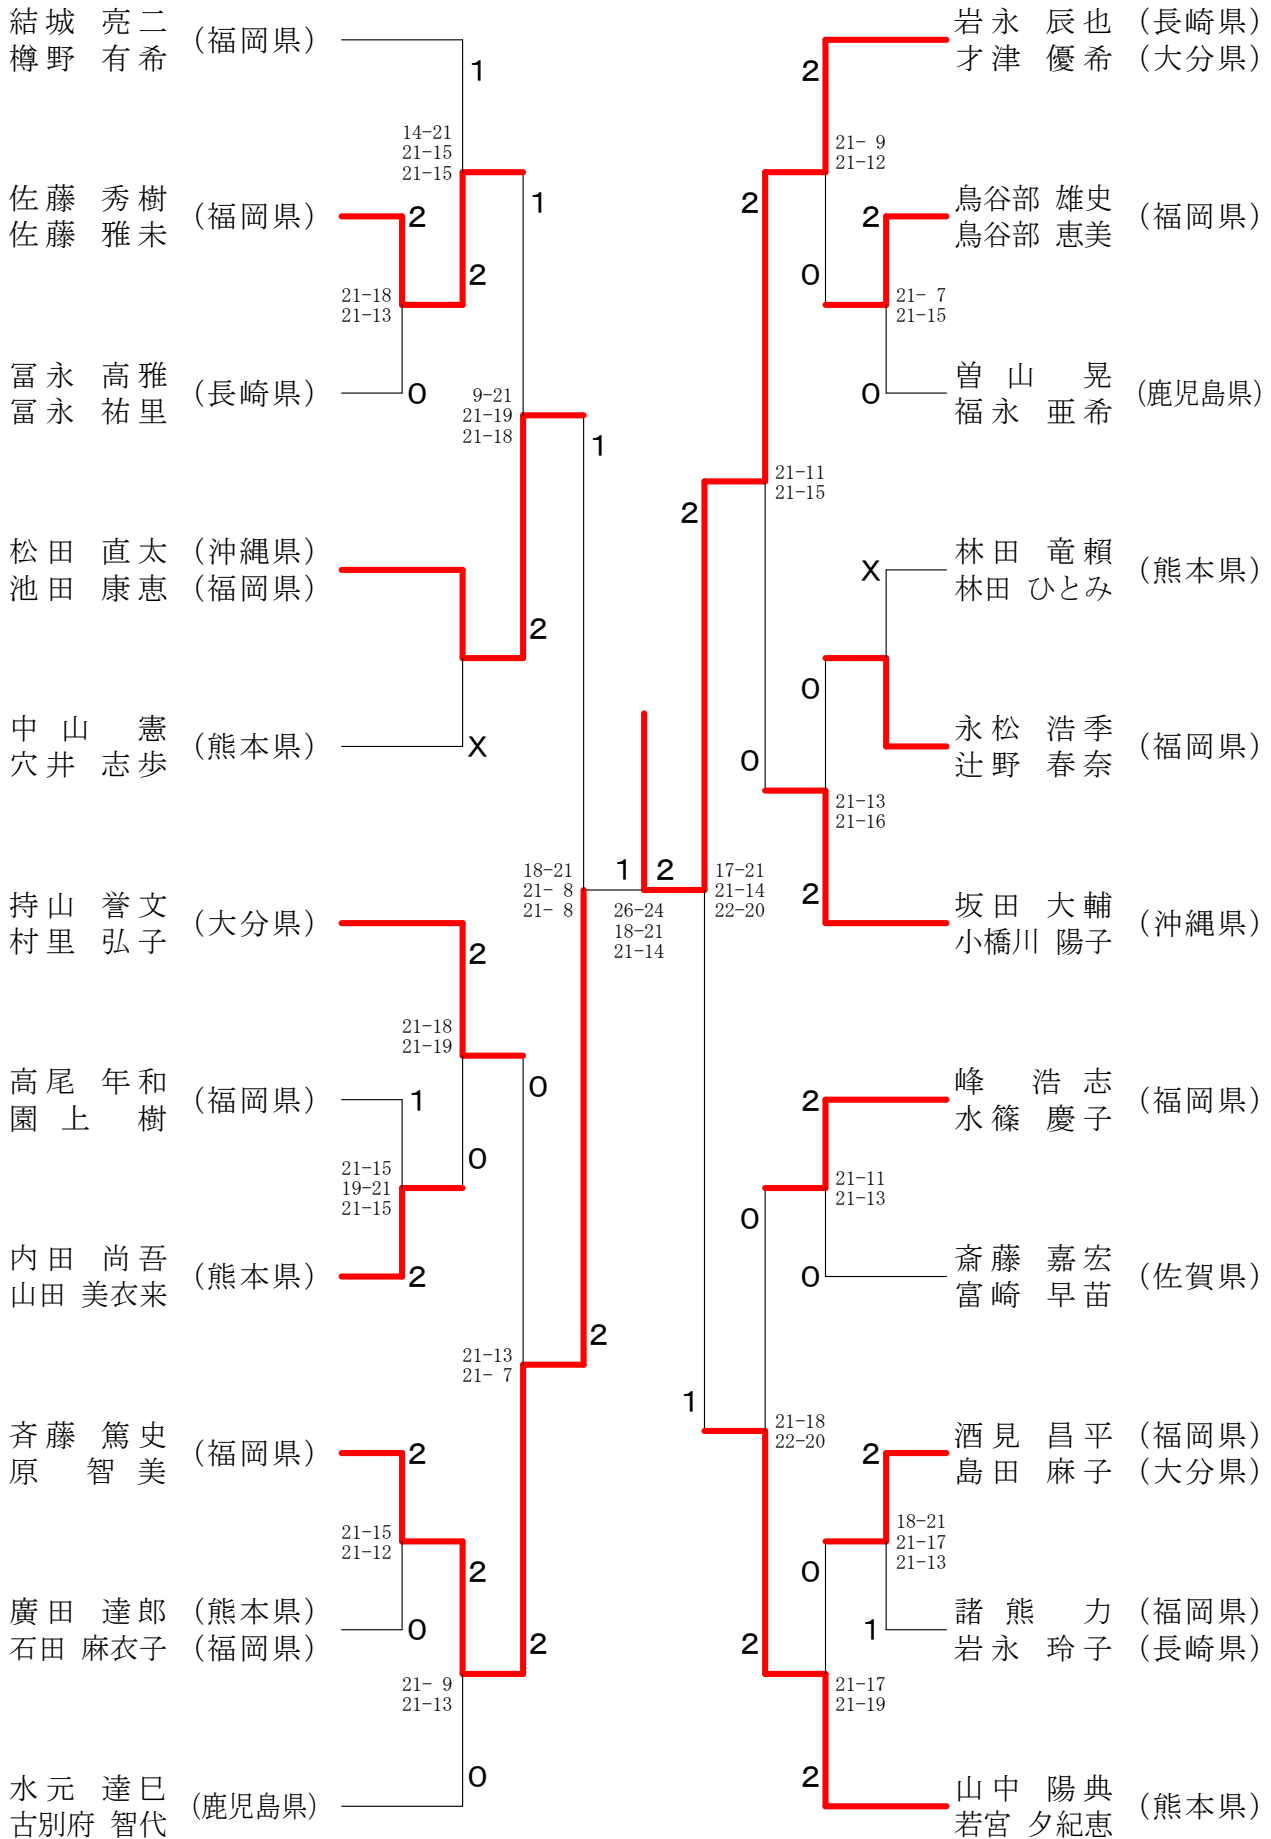 結城 亮二
樽野 有希
(福岡県)
1
14-21
21-15
21-15
佐藤 秀樹
佐藤 雅未
(福岡県)
2
1
2
21-18
21-13
冨永 高雅
冨永 祐里
(長崎県)
0
9-21
21-19
21-18
1
松田 直太 (沖縄県)
池田 康恵 (福岡県)
2
中山 憲
穴井 志歩
(熊本県)
X
持山 誉文
村里 弘子
(大分県)
2
18-21
21- 8
21- 8
21-18
21-19
高尾 年和
園上 樹
(福岡県)
1
0
0
21-15
19-21
21-15
内田 尚吾
山田 美衣来
(熊本県)
2
2
21-13
21- 7
斉藤 篤史
原 智美
(福岡県)
2
21-15
21-12
2
廣田 達郎 (熊本県)
石田 麻衣子 (福岡県)
0
2
21- 9
21-13
水元 達巳
古別府 智代
(鹿児島県)
0
1 2
26-24
18-21
21-14
岩永 辰也 (長崎県)
才津 優希 (大分県)
2
21- 9
21-12
2
2
鳥谷部 雄史
鳥谷部 恵美
(福岡県)
0
21- 7
21-15
0
曽山 晃
福永 亜希
(鹿児島県)
21-11
21-15
2
X
林田 竜頼
林田 ひとみ
(熊本県)
0
永松 浩季
辻野 春奈
(福岡県)
0
21-13
21-16
17-21
21-14
22-20
2
坂田 大輔
小橋川 陽子
(沖縄県)
2
峰 浩志
水篠 慶子
(福岡県)
21-11
21-13
0
0
斎藤 嘉宏
富崎 早苗
(佐賀県)
1
21-18
22-20
2
酒見 昌平 (福岡県)
島田 麻子 (大分県)
18-21
21-17
21-13
0
1
諸熊 力 (福岡県)
岩永 玲子 (長崎県)
2
21-17
21-19
2
山中 陽典
若宮 夕紀恵
(熊本県)